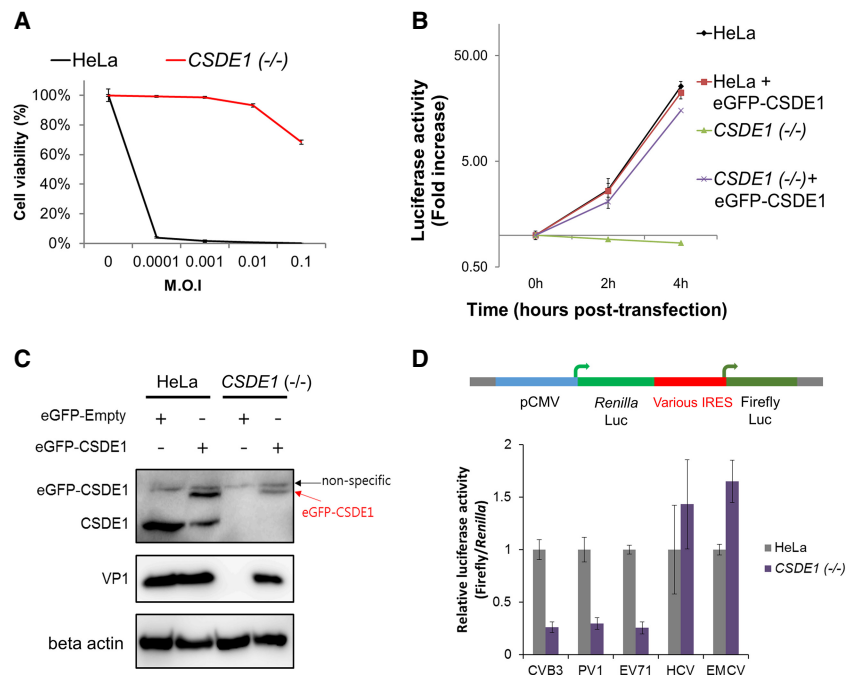 A
HeLa
CSDE1 (-/-)
Cell viability (%)
100%
80%
60%
40%
20%
0%
0 0.0001 0.001 0.01 0.1
M.O.I
B
Luciferase activity
(Fold increase)
50.00
5.00
0.50
0h 2h 4h
Time (hours post-transfection)
HeLa
HeLa +
eGFP-CSDE1
CSDE1 (-/-)
CSDE1 (-/-)+
eGFP-CSDE1
C
HeLa CSDE1 (-/-)
eGFP-Empty + - + -
eGFP-CSDE1 - + - +
eGFP-CSDE1
CSDE1
non-specific
eGFP-CSDE1
VP1
beta actin
D
pCMV
Renilla
Luc
Various IRES
Firefly
Luc
Relative luciferase activity
(Firefly/Renilla)
2
1.5
1
0.5
0
CVB3 PV1 EV71 HCV EMCV
HeLa
CSDE1 (-/-)